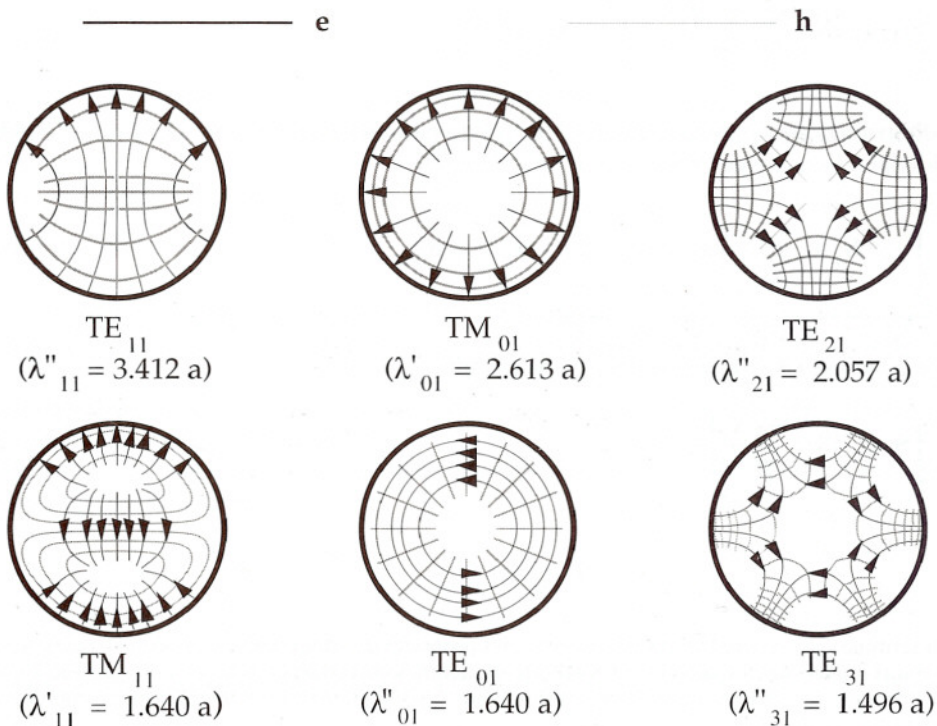 e h
TE₁₁ TM₀₁ TE₂₁
(λ''₁₁ = 3.412 a) (λ'₀₁ = 2.613 a) (λ''₂₁ = 2.057 a)
TM₁₁ TE₀₁ TE₃₁
(λ'₁₁ = 1.640 a) (λ''₀₁ = 1.640 a) (λ''₃₁ = 1.496 a)